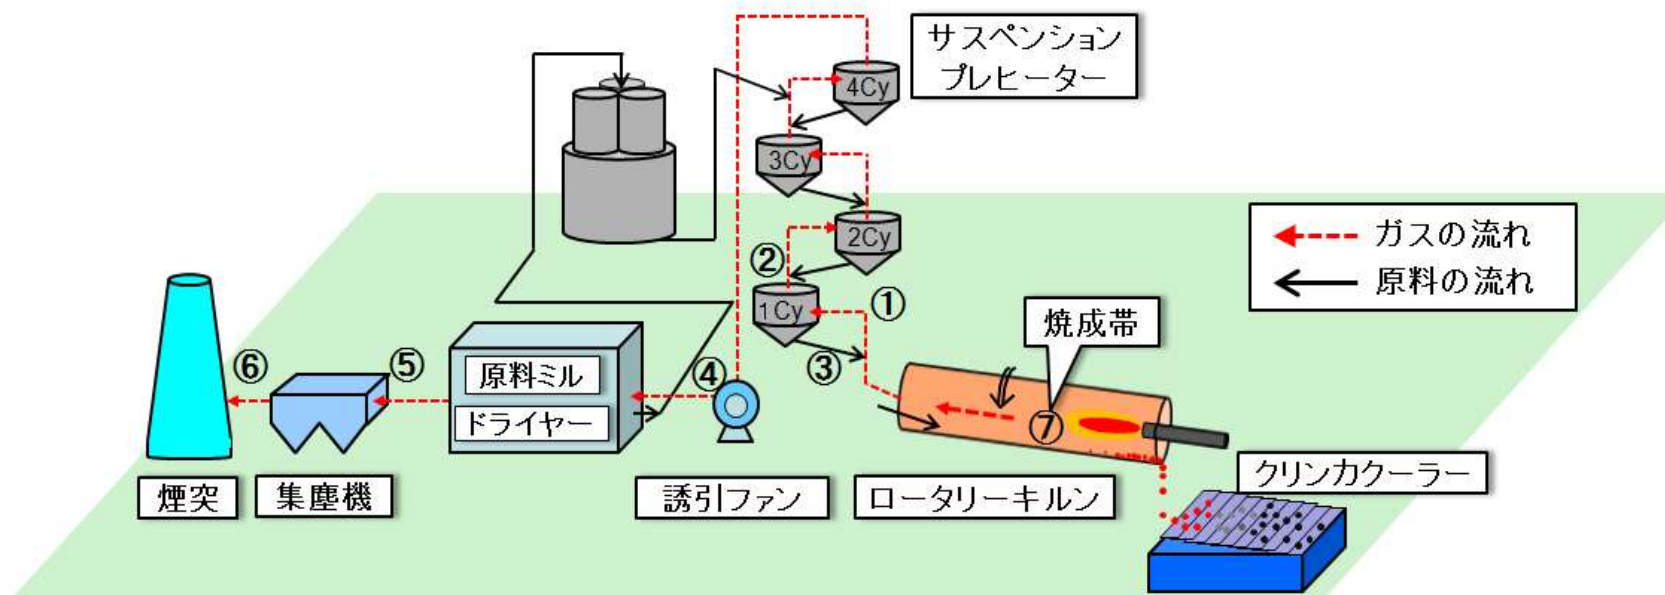 サスペンション
プレヒーター
4Cy
3Cy
2Cy
②
1Cy
①
③
ガスの流れ
原料の流れ
焼成帯
⑦
⑥
⑤
原料ミル
ドライヤー
④
煙突
集塵機
誘引ファン
ロータリーキルン
クリンカクーラー